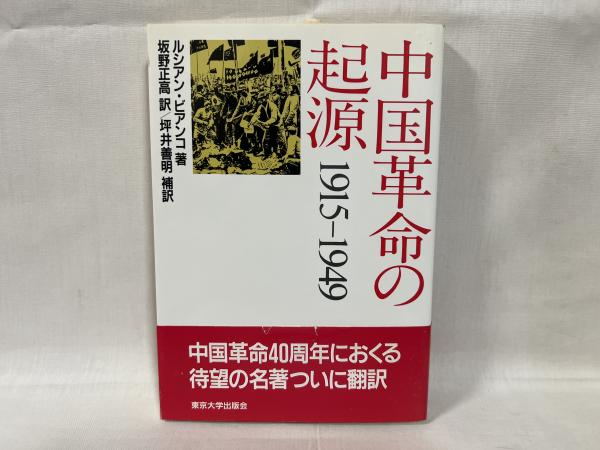 中国革命の
起源
1915-1949
ルシアン・ビアンコ 著
坂野正高 訳/坪井善明 補訳
中国革命40周年におくる
待望の名著ついに翻訳
東京大学出版会